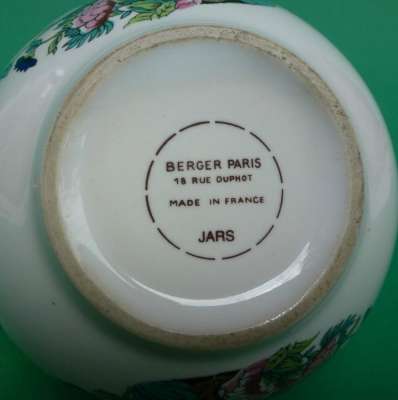 BERGER PARIS
18 RUE DUPHOT
MADE IN FRANCE
JARS